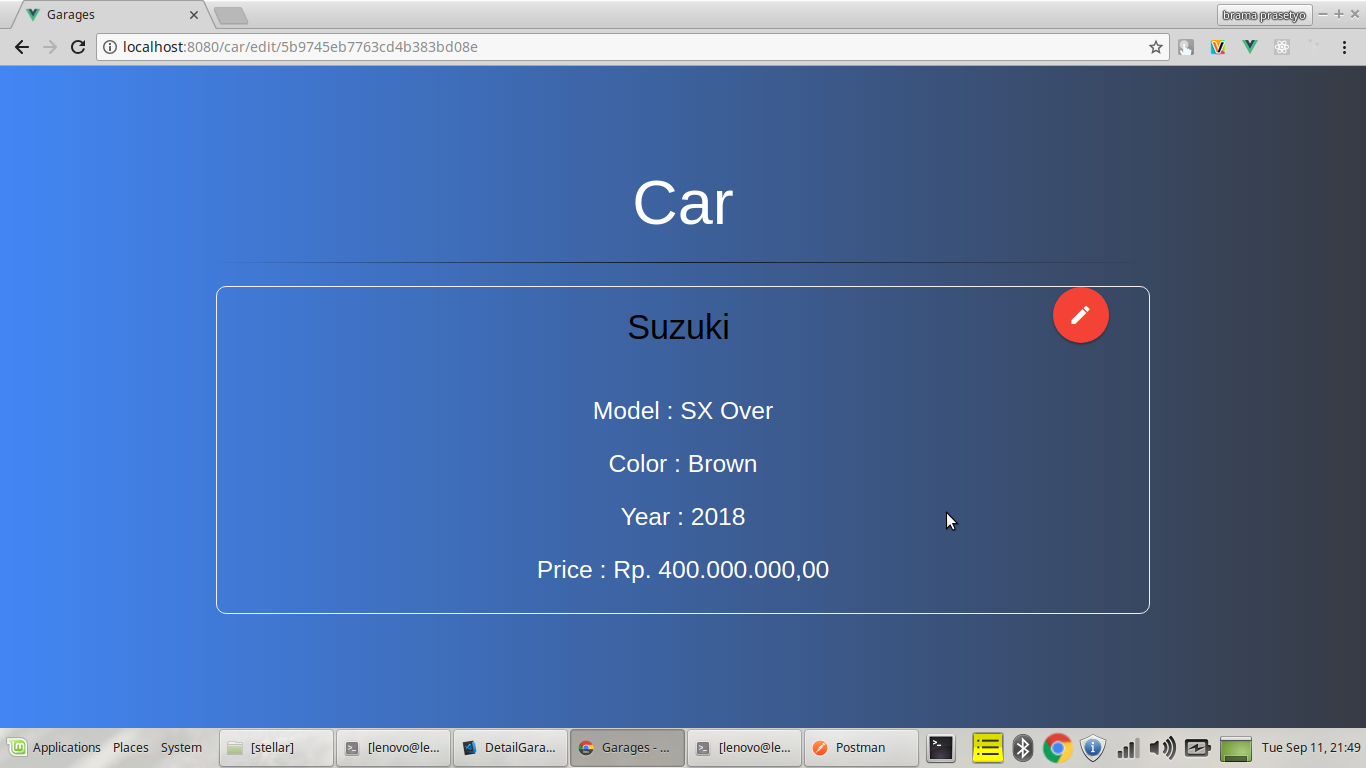 Garages
brama prasetyo
localhost:8080/car/edit/5b9745eb7763cd4b383bd08e
Car
Suzuki
Model : SX Over
Color : Brown
Year : 2018
Price : Rp. 400.000.000,00
Applications Places System [stellar] [lenovo@le... DetailGara... Garages - ... [lenovo@le... Postman Tue Sep 11, 21:49